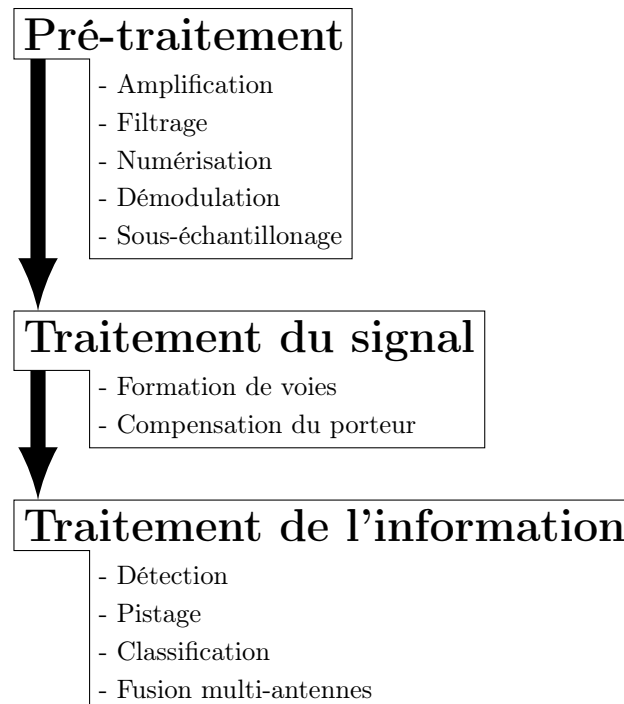 Pré-traitement
- Amplification
- Filtrage
- Numérisation
- Démodulation
- Sous-échantillonage
Traitement du signal
- Formation de voies
- Compensation du porteur
Traitement de l'information
- Détection
- Pistage
- Classification
- Fusion multi-antennes